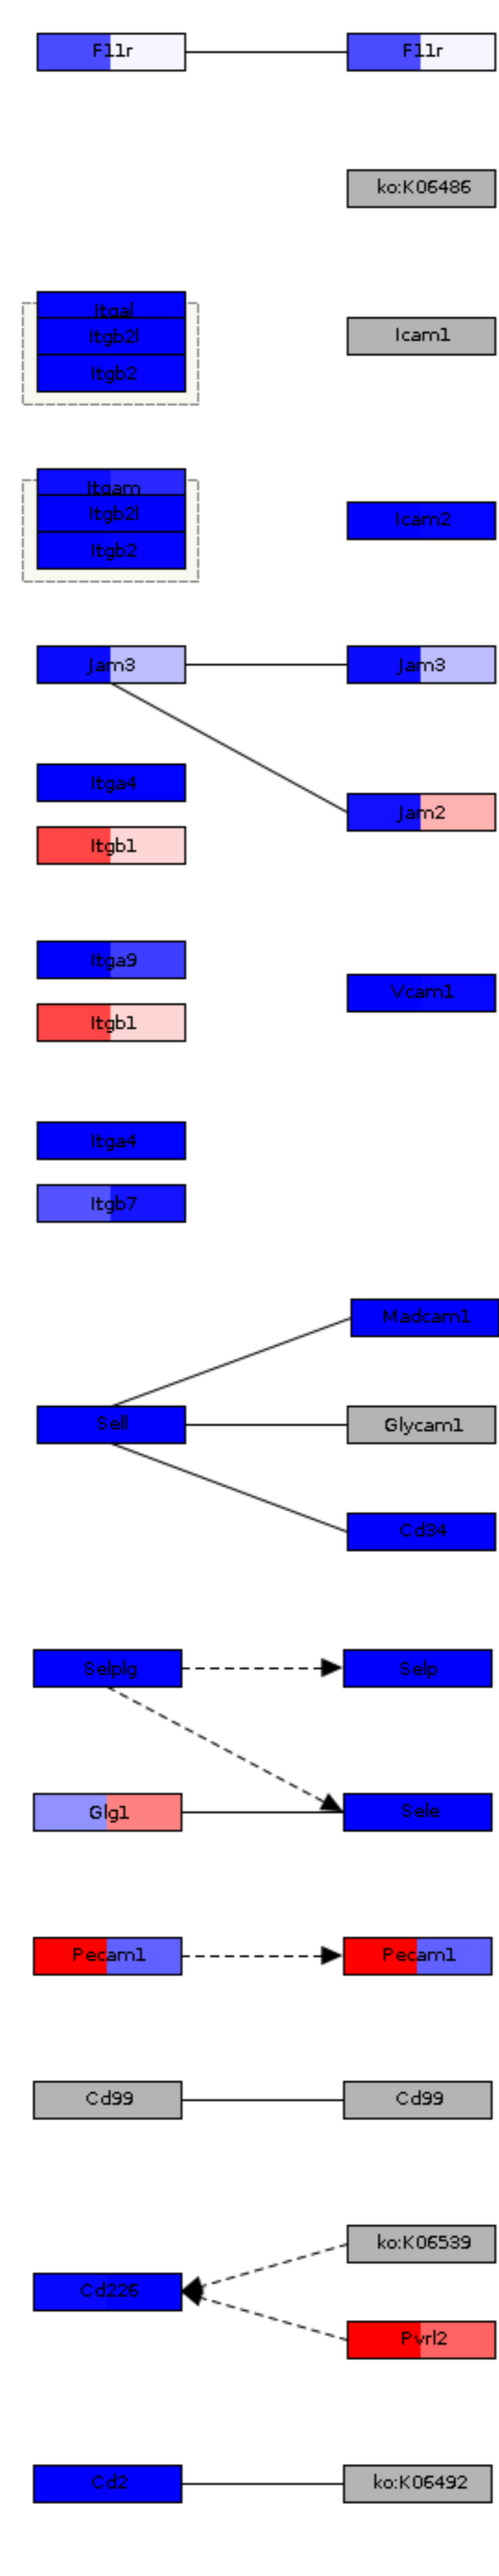 F11r F11r
ko:K06486
Itgal
Itgb2l Icam1
Itgb2
Itgam
Itgb2l Icam2
Itgb2
Jam3 Jam3
Itga4
Jam2
Itgb1
Itga9
Vcam1
Itgb1
Itga4
Itgb7
Madcam1
Sell Glycam1
Cd34
Selplg Selp
Glg1 Sele
Pecam1 Pecam1
Cd99 Cd99
ko:K06539
Cd226
Pvrl2
Cd2 ko:K06492